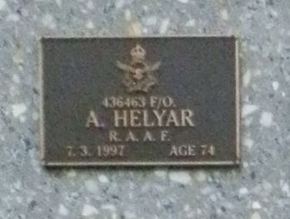 436463 F/O.
A. HELYAR
R. A. A. F.
7. 3. 1997 AGE 74